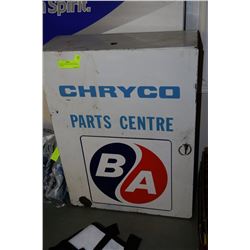 Spirit.
CHRYCO
PARTS CENTRE
BA